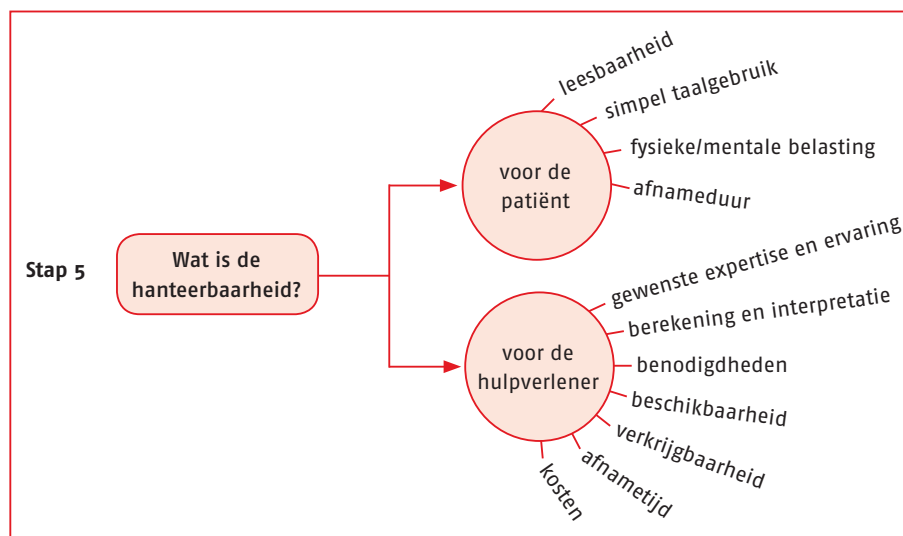 Stap 5
Wat is de
hanteerbaarheid?
voor de
patiënt
leesbaarheid
simpel taalgebruik
fysieke/mentale belasting
afnameduur
voor de
hulpverlener
gewenste expertise en ervaring
berekening en interpretatie
benodigdheden
beschikbaarheid
verkrijgbaarheid
afnametijd
kosten